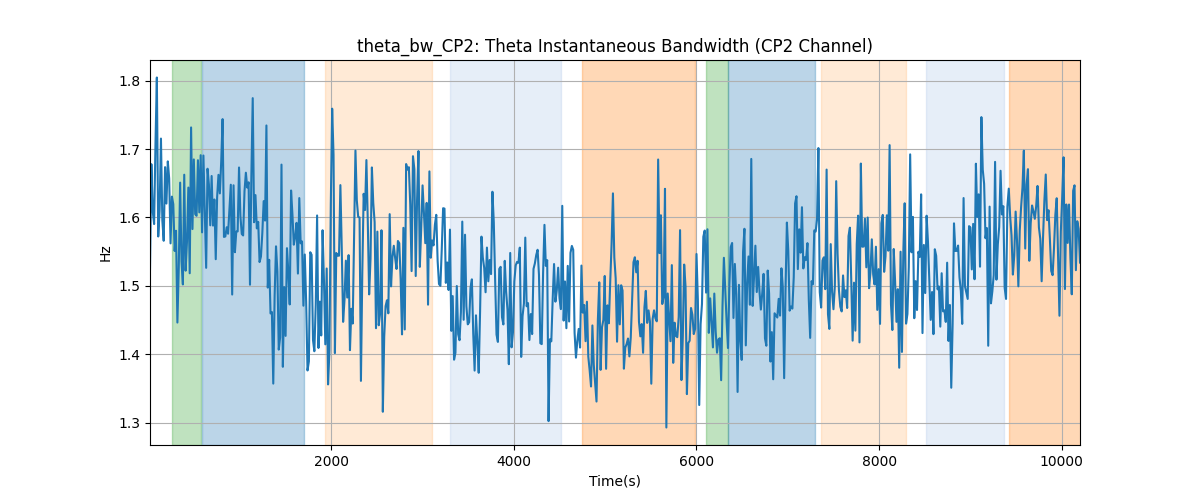 theta_bw_CP2: Theta Instantaneous Bandwidth (CP2 Channel)
1.8
1.7
1.6
1.5
1.4
1.3
Hz
2000 4000 6000 8000 10000
Time(s)